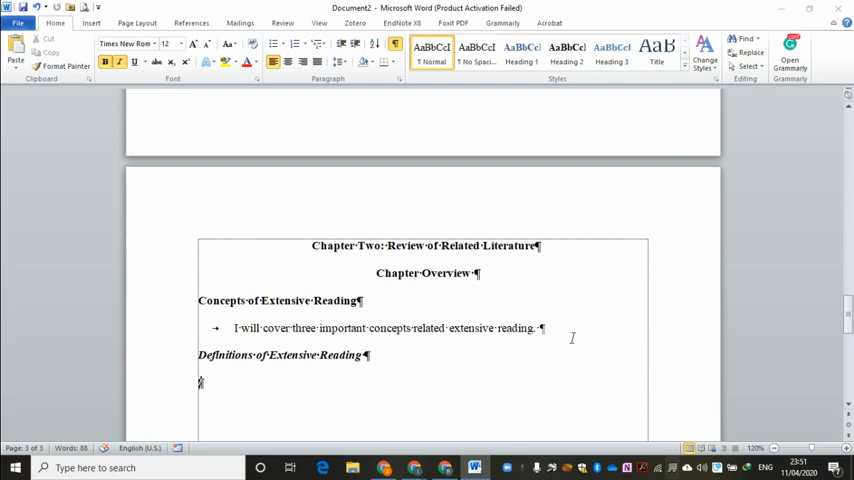 Document2 - Microsoft Word (Product Activation Failed)
File Home Insert Page Layout References Mailings Review View Zotero EndNote X8 Foxit PDF Grammarly Acrobat
Cut
Copy
Paste
Format Painter
Times New Rom 12
AaBbCcI AaBbCcI AaBbCc AaBbCc AaBbCcI AaBb
¶ Normal ¶ No Spaci... Heading 1 Heading 2 Heading 3 Title
Change Styles
Find
Replace
Select
Open Grammarly
Clipboard Font Paragraph Styles Editing Grammarly
Chapter·Two:·Review·of·Related·Literature¶
Chapter·Overview·¶
Concepts·of·Extensive·Reading¶
→ I·will·cover·three·important·concepts·related·extensive·reading.·¶
Definitions·of·Extensive·Reading¶
¶
Page: 3 of 3 Words: 88 English (U.S.) 120%
Type here to search
ENG
23:51
11/04/2020